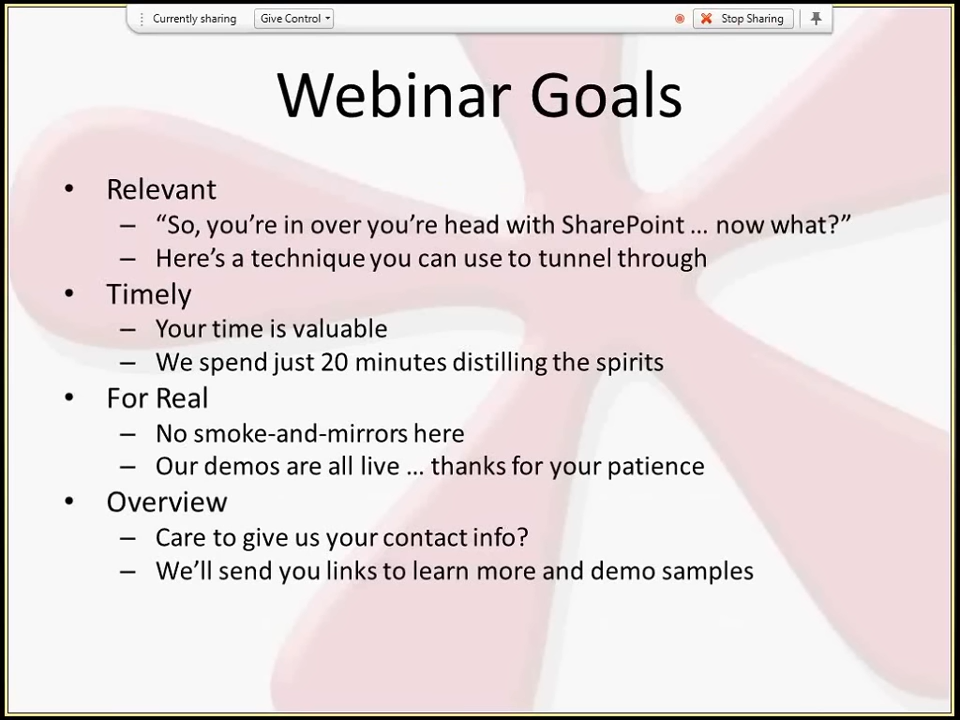 Currently sharing Give Control Stop Sharing
Webinar Goals
• Relevant
– “So, you’re in over you’re head with SharePoint … now what?”
– Here’s a technique you can use to tunnel through
• Timely
– Your time is valuable
– We spend just 20 minutes distilling the spirits
• For Real
– No smoke-and-mirrors here
– Our demos are all live … thanks for your patience
• Overview
– Care to give us your contact info?
– We’ll send you links to learn more and demo samples